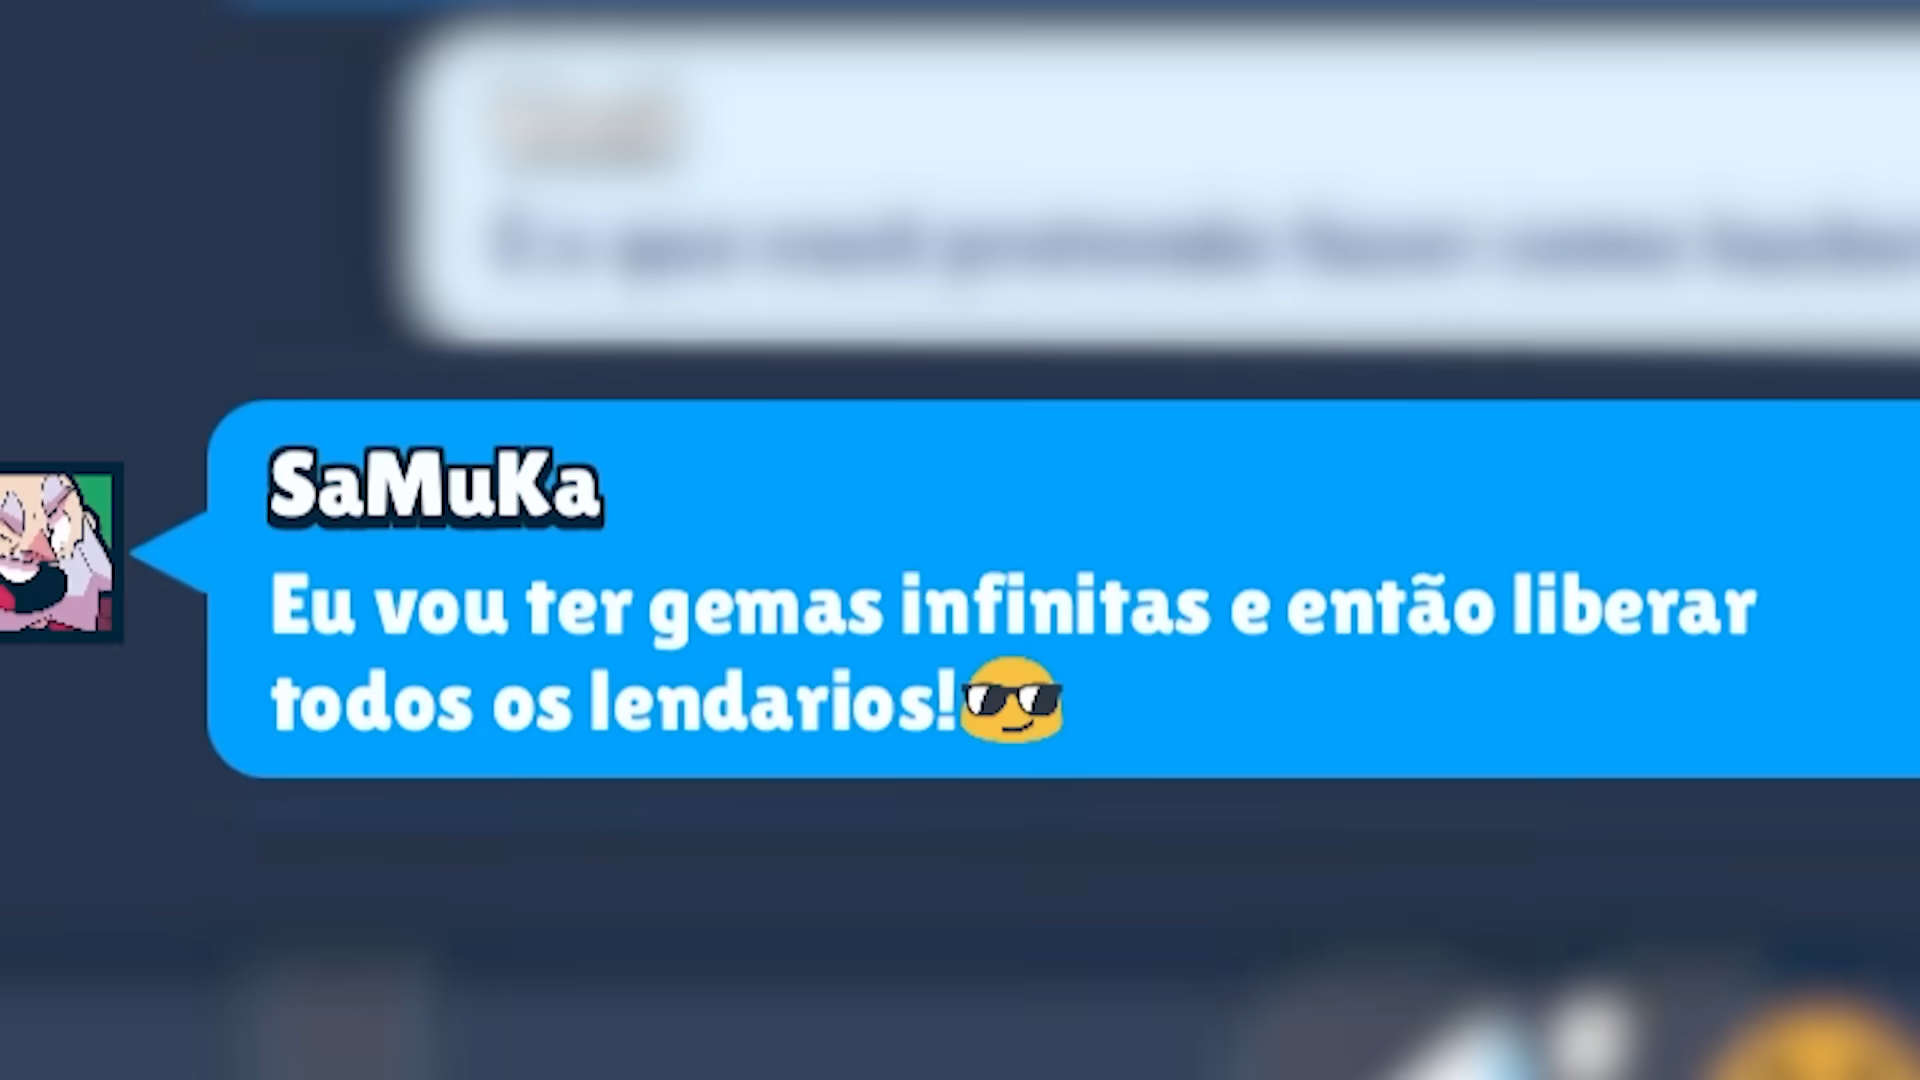 SaMuKa
Eu vou ter gemas infinitas e então liberar
todos os lendarios!😎